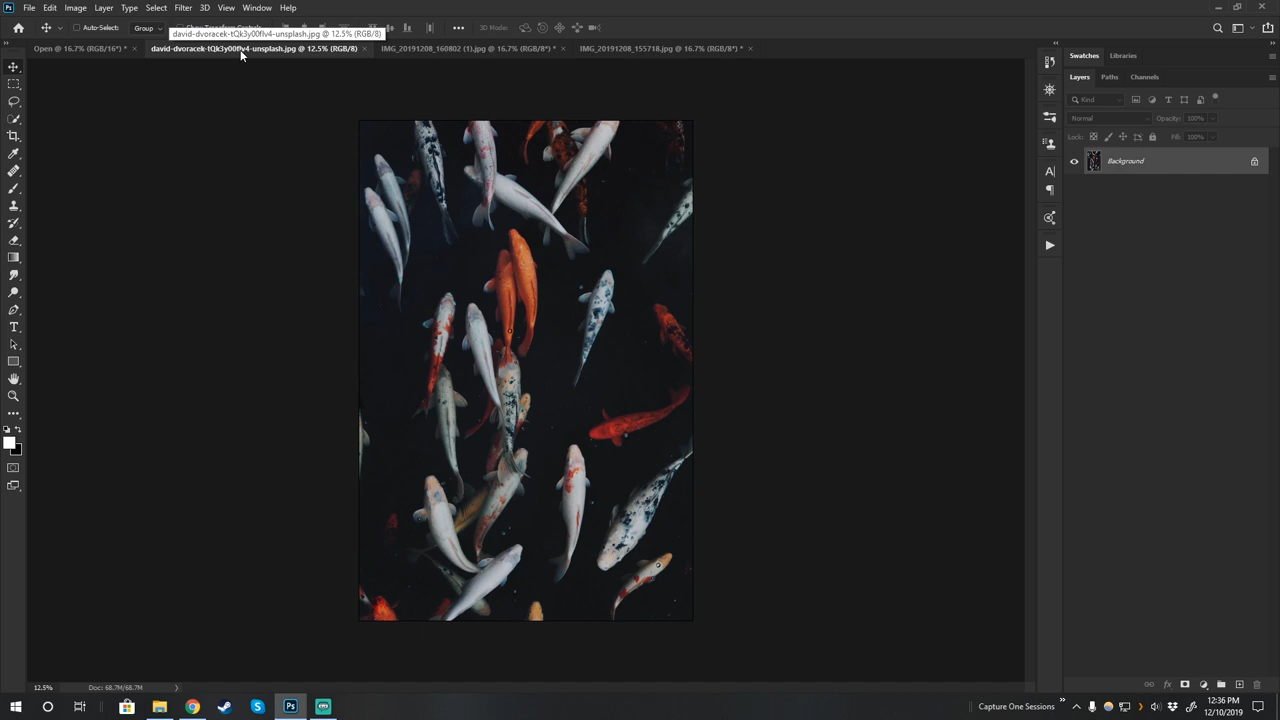 File Edit Image Layer Type Select Filter 3D View Window Help
Auto-Select: Group 3D Mode:
david-dvoracek-tQk3y00flv4-unsplash.jpg @ 12.5% (RGB/8)
Open @ 16.7% (RGB/16*) * david-dvoracek-tQk3y00flv4-unsplash.jpg @ 12.5% (RGB/8) IMG_20191208_160802 (1).jpg @ 16.7% (RGB/8*) * IMG_20191208_155718.jpg @ 16.7% (RGB/8*) *
Swatches Libraries
Layers Paths Channels
Kind
Normal Opacity: 100%
Lock: Fill: 100%
Background
12.5% Doc: 68.7M/68.7M
Capture One Sessions
12:36 PM
12/10/2019